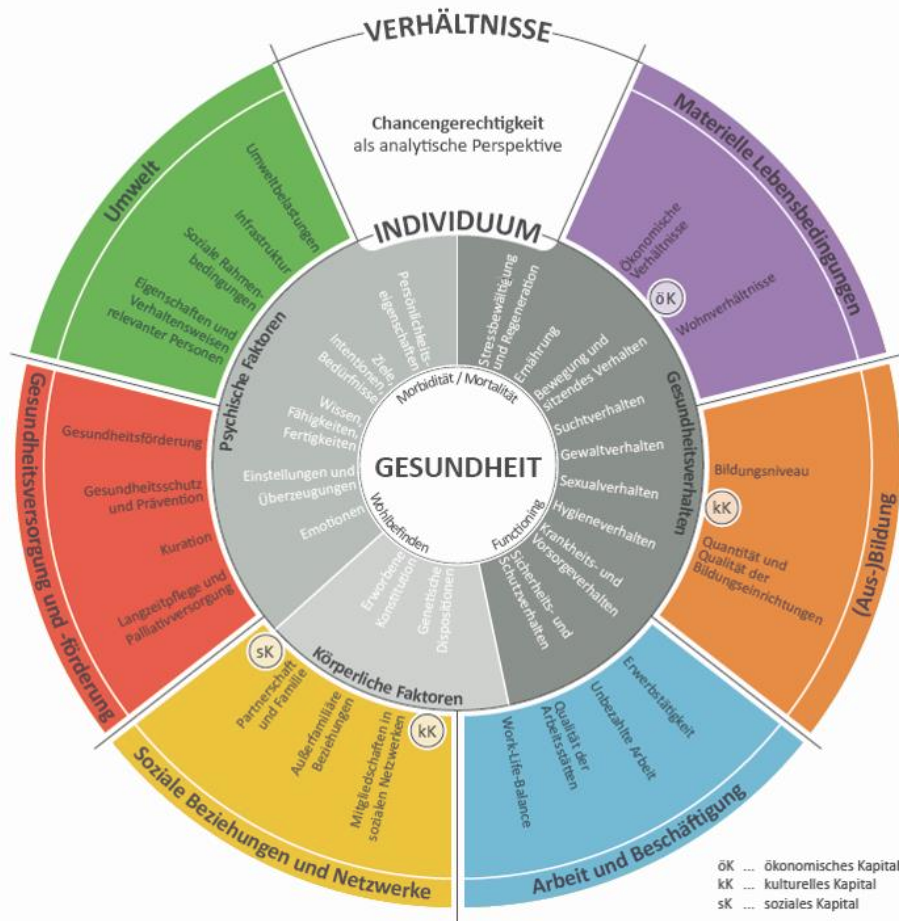 VERHÄLTNISSE
Chancengerechtigkeit
als analytische Perspektive
INDIVIDUUM
Materielle Lebensbedingungen
Ökonomische
Verhältnisse
öK
Wohnverhältnisse
(Aus-)Bildung
Bildungsniveau
kK
Quantität und
Qualität der
Bildungseinrichtungen
Arbeit und Beschäftigung
Erwerbstätigkeit
Unbezahlte Arbeit
Qualität der
Arbeitsstätten
Work-Life-Balance
Soziale Beziehungen und Netzwerke
kK
Mitgliedschaften in
sozialen Netzwerken
Außerfamiliäre
Beziehungen
sK
Partnerschaft
und Familie
Gesundheitsversorgung und -förderung
Gesundheitsförderung
Gesundheitsschutz
und Prävention
Kuration
Langzeitpflege und
Palliativversorgung
Umwelt
Umweltbelastungen
Infrastruktur
Soziale Rahmen-
bedingungen
Eigenschaften und
Verhaltensweisen
relevanter Personen
Gesundheitsverhalten
Stressbewältigung
und Regeneration
Ernährung
Bewegung und
sitzendes Verhalten
Suchtverhalten
Gewaltverhalten
Sexualverhalten
Hygieneverhalten
Krankheits- und
Vorsorgeverhalten
Sicherheits- und
Schutzverhalten
Körperliche Faktoren
Genetische
Dispositionen
Erworbene
Konstitution
Psychische Faktoren
Persönlichkeits-
eigenschaften
Ziele,
Intentionen,
Bedürfnisse
Wissen,
Fähigkeiten,
Fertigkeiten
Einstellungen und
Überzeugungen
Emotionen
Morbidität / Mortalität
GESUNDHEIT
Wohlbefinden
Functioning
öK ... ökonomisches Kapital
kK ... kulturelles Kapital
sK ... soziales Kapital